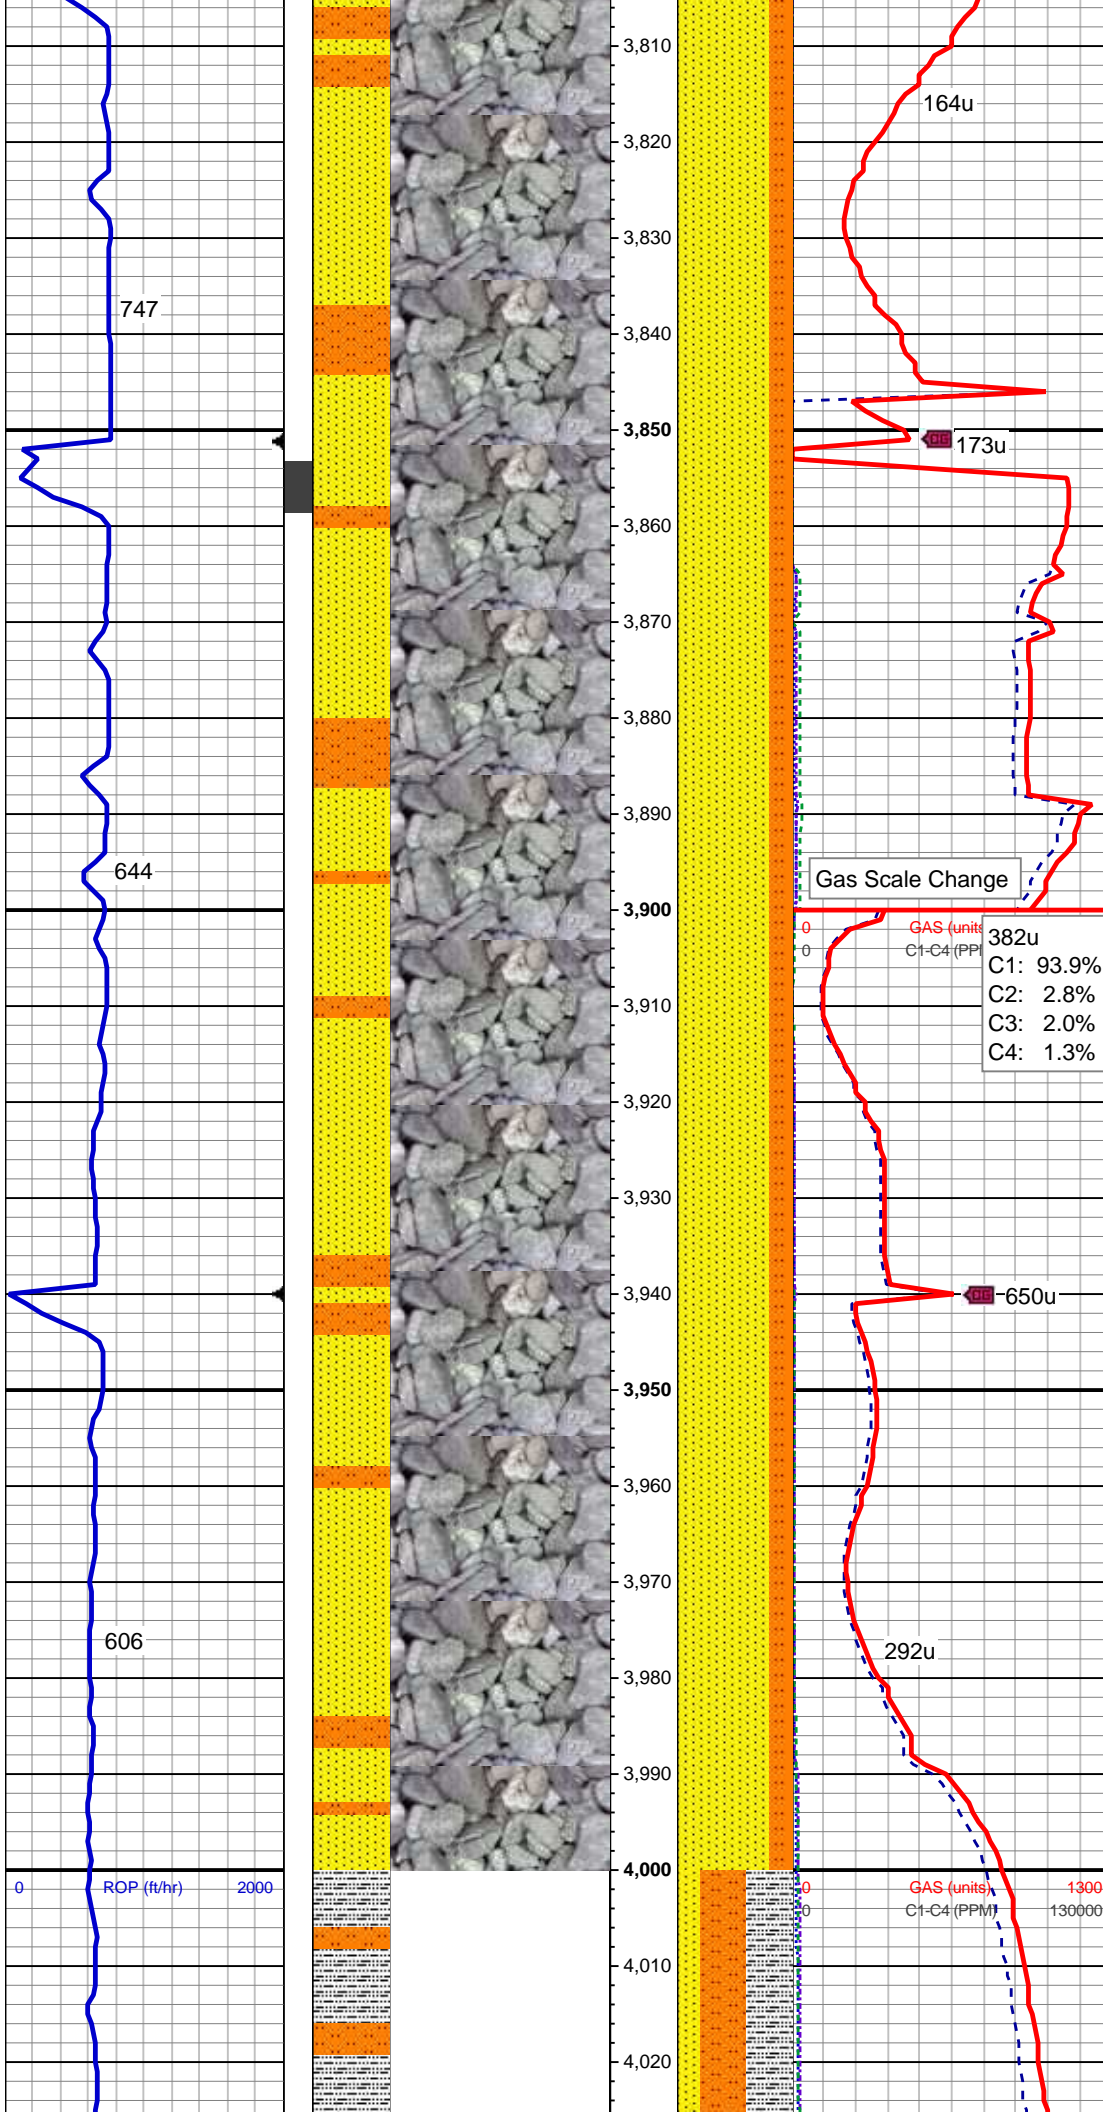 3,810
164u
3,820
3,830
747
3,840
3,850
CG 173u
3,860
3,870
3,880
3,890
644
Gas Scale Change
3,900
0 GAS (units
0 C1-C4 (PP
382u
C1: 93.9%
C2: 2.8%
C3: 2.0%
C4: 1.3%
3,910
3,920
3,930
3,940
CG 650u
3,950
3,960
3,970
606
292u
3,980
3,990
4,000
0 ROP (ft/hr) 2000
0 GAS (units) 1300
0 C1-C4 (PPM) 130000
4,010
4,020